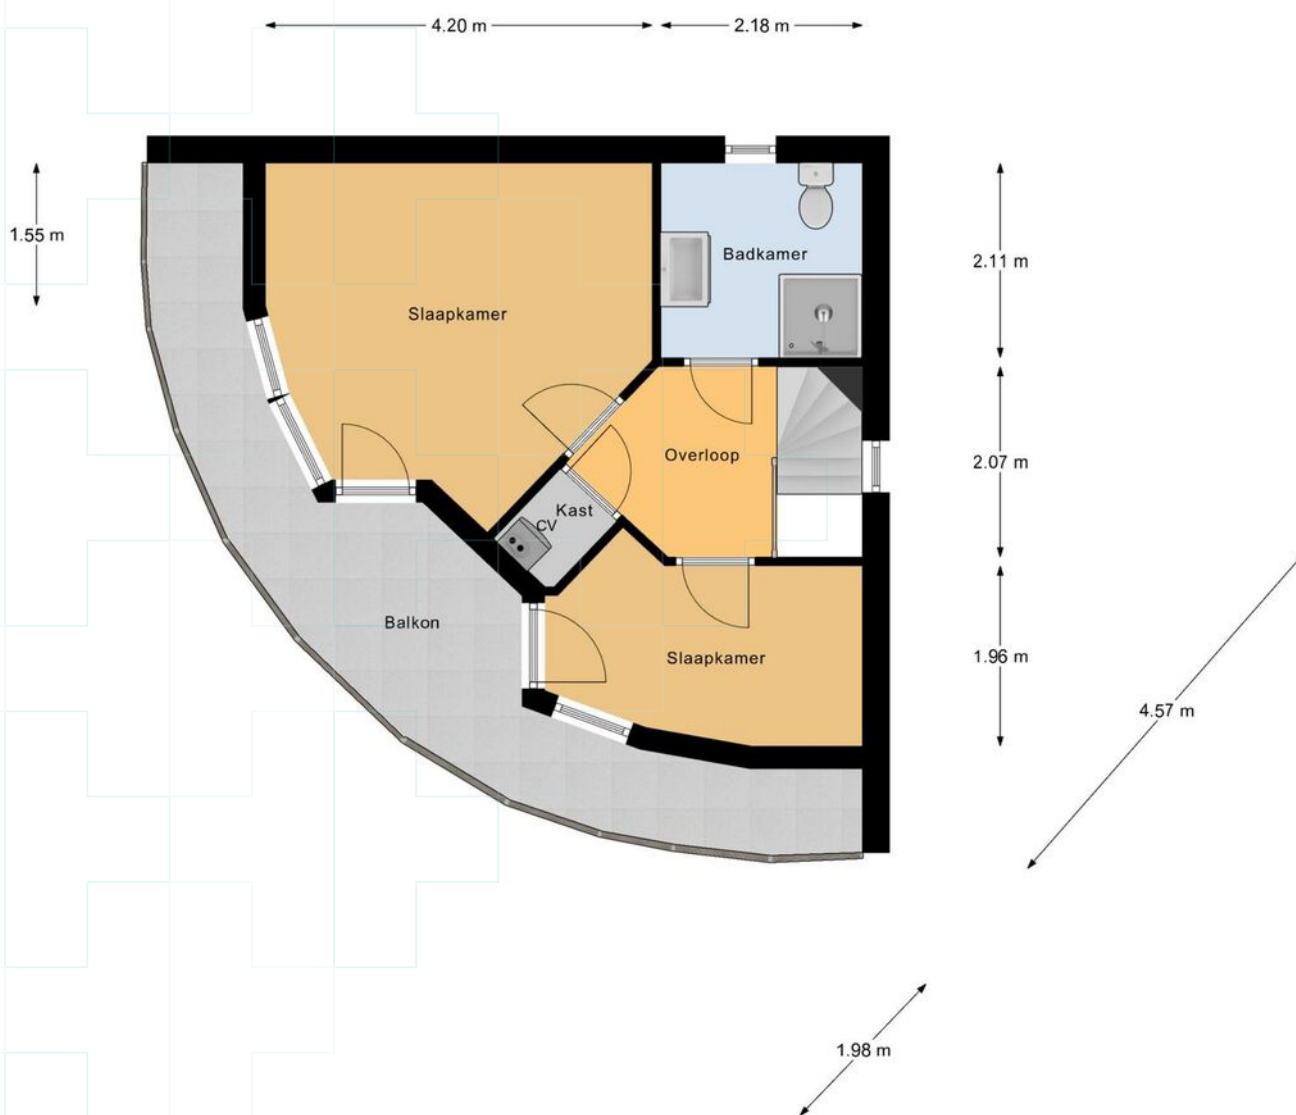 4.20 m
2.18 m
1.55 m
Badkamer
2.11 m
Slaapkamer
Overloop
2.07 m
Kast
CV
Balkon
Slaapkamer
1.96 m
4.57 m
1.98 m